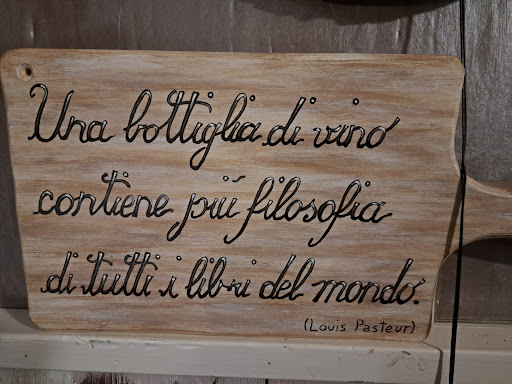 Una bottiglia di vino
contiene più filosofia
di tutti i libri del mondo.
(Louis Pasteur)